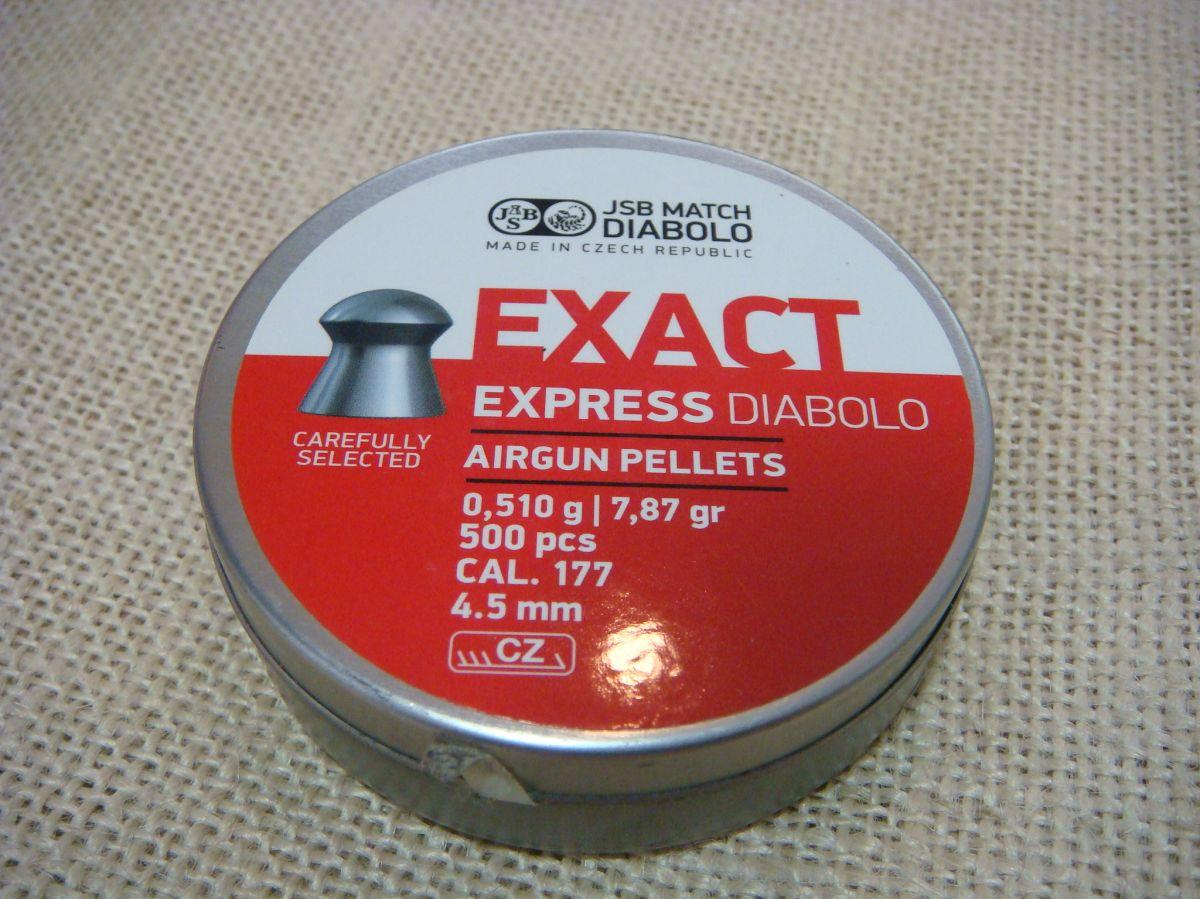 JSB
JSB MATCH
DIABOLO
MADE IN CZECH REPUBLIC
EXACT
EXPRESS DIABOLO
CAREFULLY
SELECTED
AIRGUN PELLETS
0,510 g | 7,87 gr
500 pcs
CAL. 177
4.5 mm
CZ